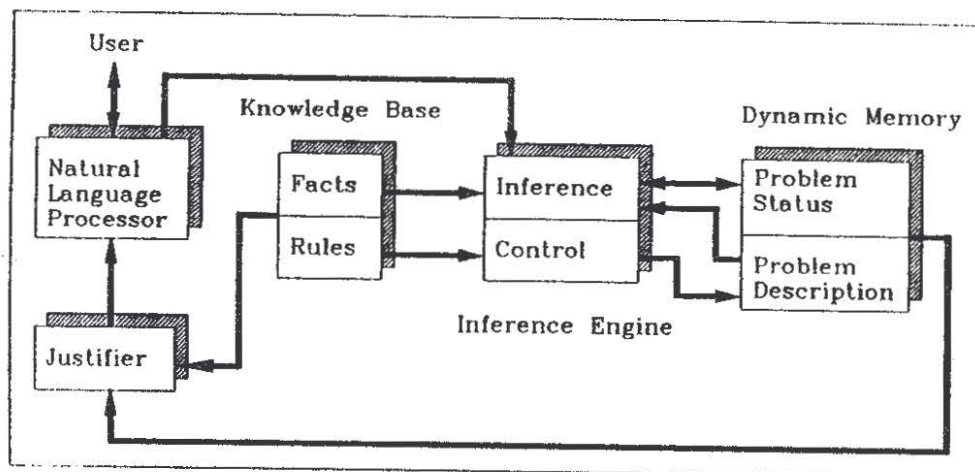 User
Knowledge Base
Dynamic Memory
Natural
Language
Processor
Facts
Rules
Inference
Control
Problem
Status
Problem
Description
Inference Engine
Justifier